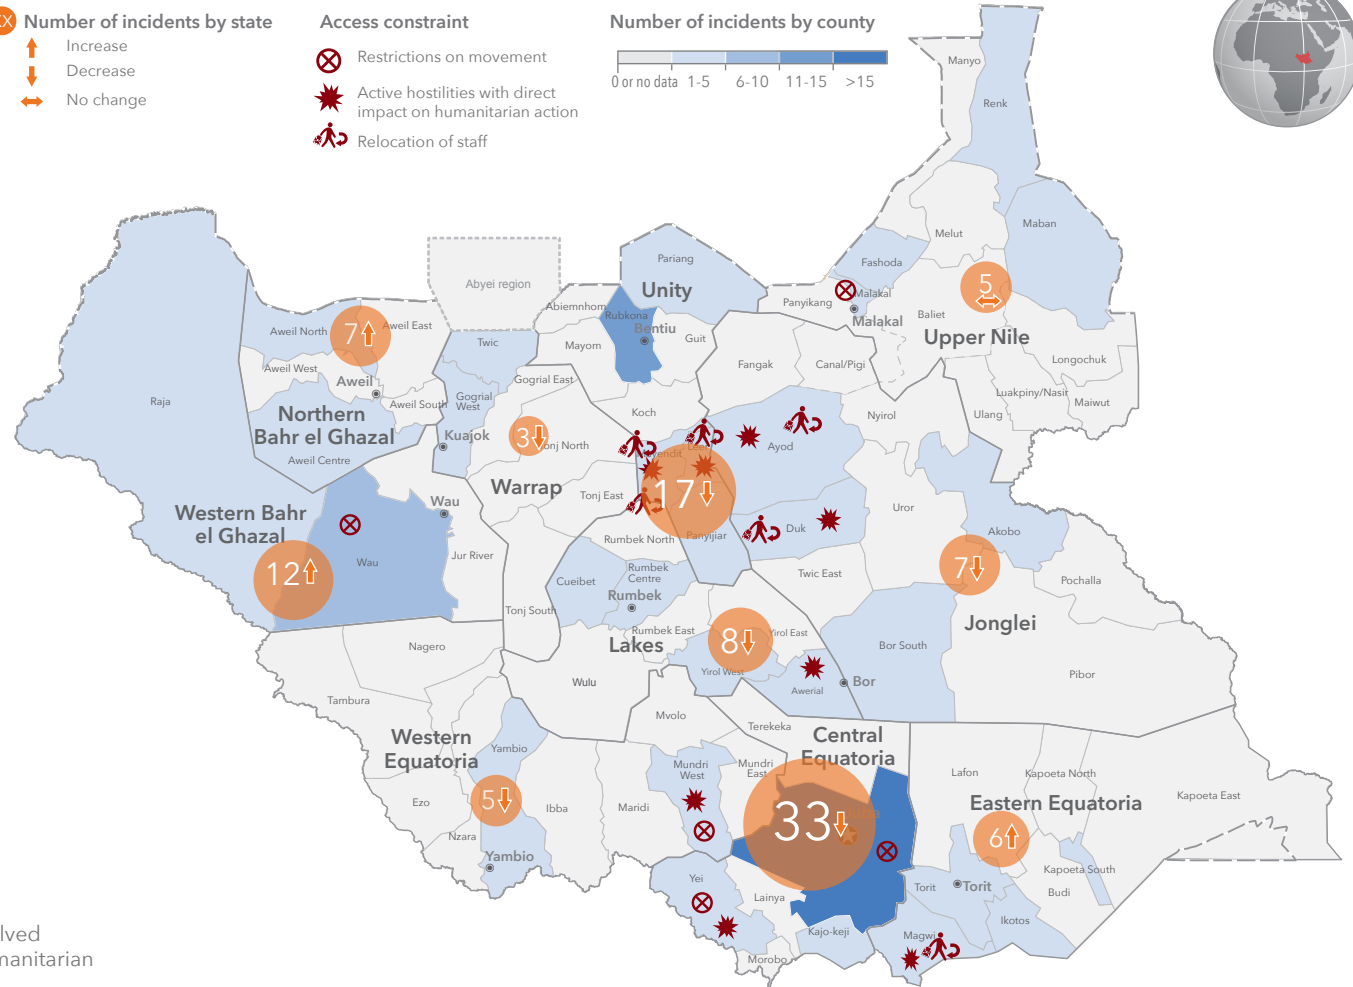 XX Number of incidents by state
Increase
Decrease
No change
Access constraint
Restrictions on movement
Active hostilities with direct
impact on humanitarian action
Relocation of staff
Number of incidents by county
0 or no data 1-5 6-10 11-15 >15
Manyo
Renk
Maban
Melut
Fashoda
Pariang
Unity
Abyei region
Abiemnhom
Rubkona
Bentiu
Mayom
Guit
Panyikang
Malakal
Malakal
Baliet
5
Upper Nile
Longochuk
Luakpiny/Nasir
Maiwut
Ulang
Fangak
Canal/Pigi
Nyirol
Aweil North
7
Aweil East
Aweil West
Aweil
Aweil South
Northern
Bahr el Ghazal
Aweil Centre
Twic
Gogrial East
Gogrial
West
Kuajok
3
Tonj North
Warrap
Tonj East
Tonj South
Koch
Mayendit
Leer
17
Panyijiar
Ayod
Duk
Uror
Akobo
Twic East
Pochalla
7
Jonglei
Pibor
Bor South
Bor
Raja
Western Bahr
el Ghazal
12
Wau
Wau
Jur River
Rumbek North
Cueibet
Rumbek
Centre
Rumbek
Rumbek East
Lakes
8
Yirol East
Yirol West
Awerial
Wulu
Nagero
Tambura
Western
Equatoria
Yambio
5
Ezo
Nzara
Yambio
Ibba
Maridi
Mvolo
Mundri
West
Mundri
East
Terekeka
Central
Equatoria
33
Juba
Yei
Lainya
Morobo
Kajo-keji
Lafon
Kapoeta North
Kapoeta East
Eastern Equatoria
6
Kapoeta South
Budi
Torit
Torit
Ikotos
Magwi
lved
manitarian